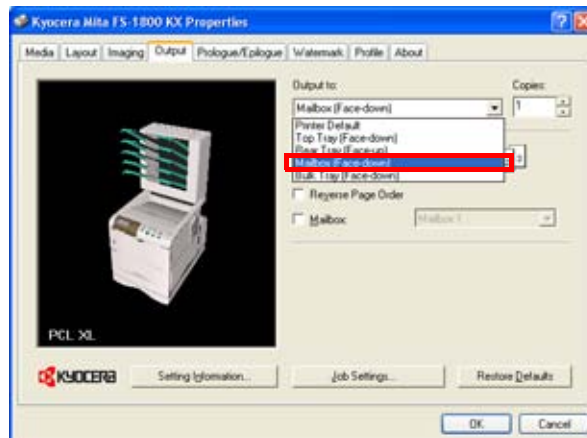 Kyocera Mita FS-1800 KX Properties
Media Layout Imaging Output Prologue/Epilogue Watermark Profile About
Output to: Copies:
Mailbox (Face-down) 1
Printer Default
Top Tray (Face-down)
Rear Tray (Face-up)
Mailbox (Face-down)
Bulk Tray (Face-down)
Reverse Page Order
Mailbox: Mailbox 1
PCL XL
KYOCERA Setting Information... Job Settings... Restore Defaults
OK Cancel